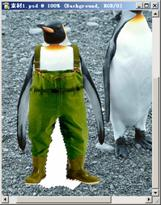 素材1.psd @ 100% (Background, RGB/8)